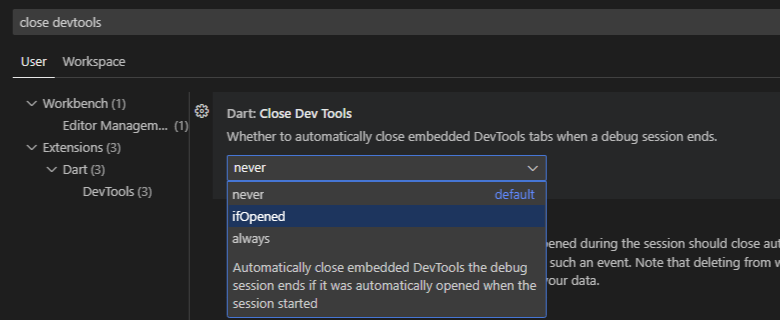 close devtools
User Workspace
Workbench (1)
Editor Managem... (1)
Extensions (3)
Dart (3)
DevTools (3)
Dart: Close Dev Tools
Whether to automatically close embedded DevTools tabs when a debug session ends.
never
never default
ifOpened
always
Automatically close embedded DevTools the debug
session ends if it was automatically opened when the
session started
ened during the session should close aut
such an event. Note that deleting from w
your data.